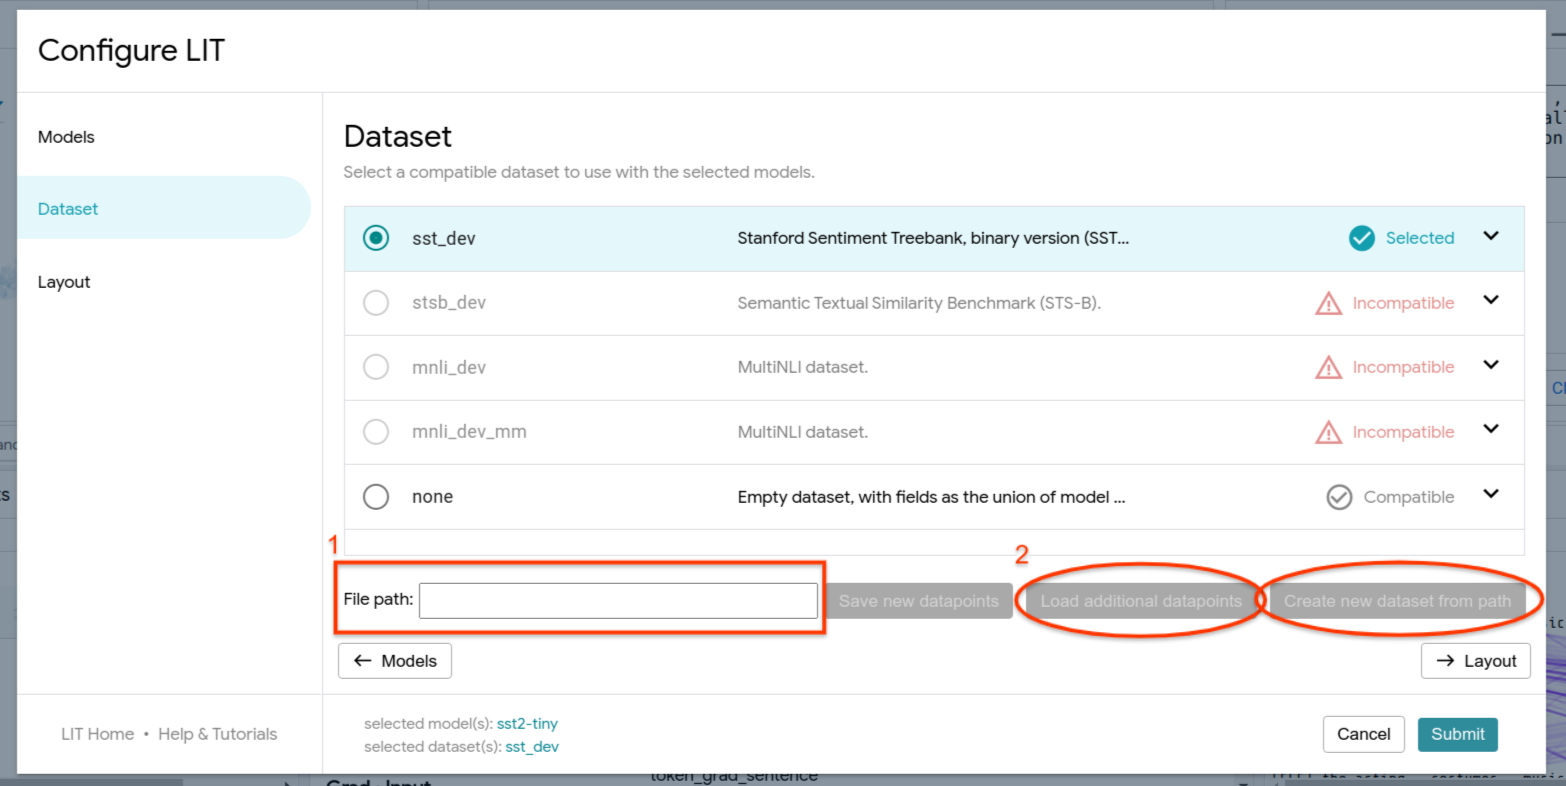 Configure LIT
Models
Dataset
Layout
Dataset
Select a compatible dataset to use with the selected models.
sst_dev Stanford Sentiment Treebank, binary version (SST... Selected
stsb_dev Semantic Textual Similarity Benchmark (STS-B). Incompatible
mnli_dev MultiNLI dataset. Incompatible
mnli_dev_mm MultiNLI dataset. Incompatible
none Empty dataset, with fields as the union of model ... Compatible
1
2
File path: Save new datapoints Load additional datapoints Create new dataset from path
← Models → Layout
LIT Home • Help & Tutorials
selected model(s): sst2-tiny
selected dataset(s): sst_dev
Cancel Submit
token_grad_sentence